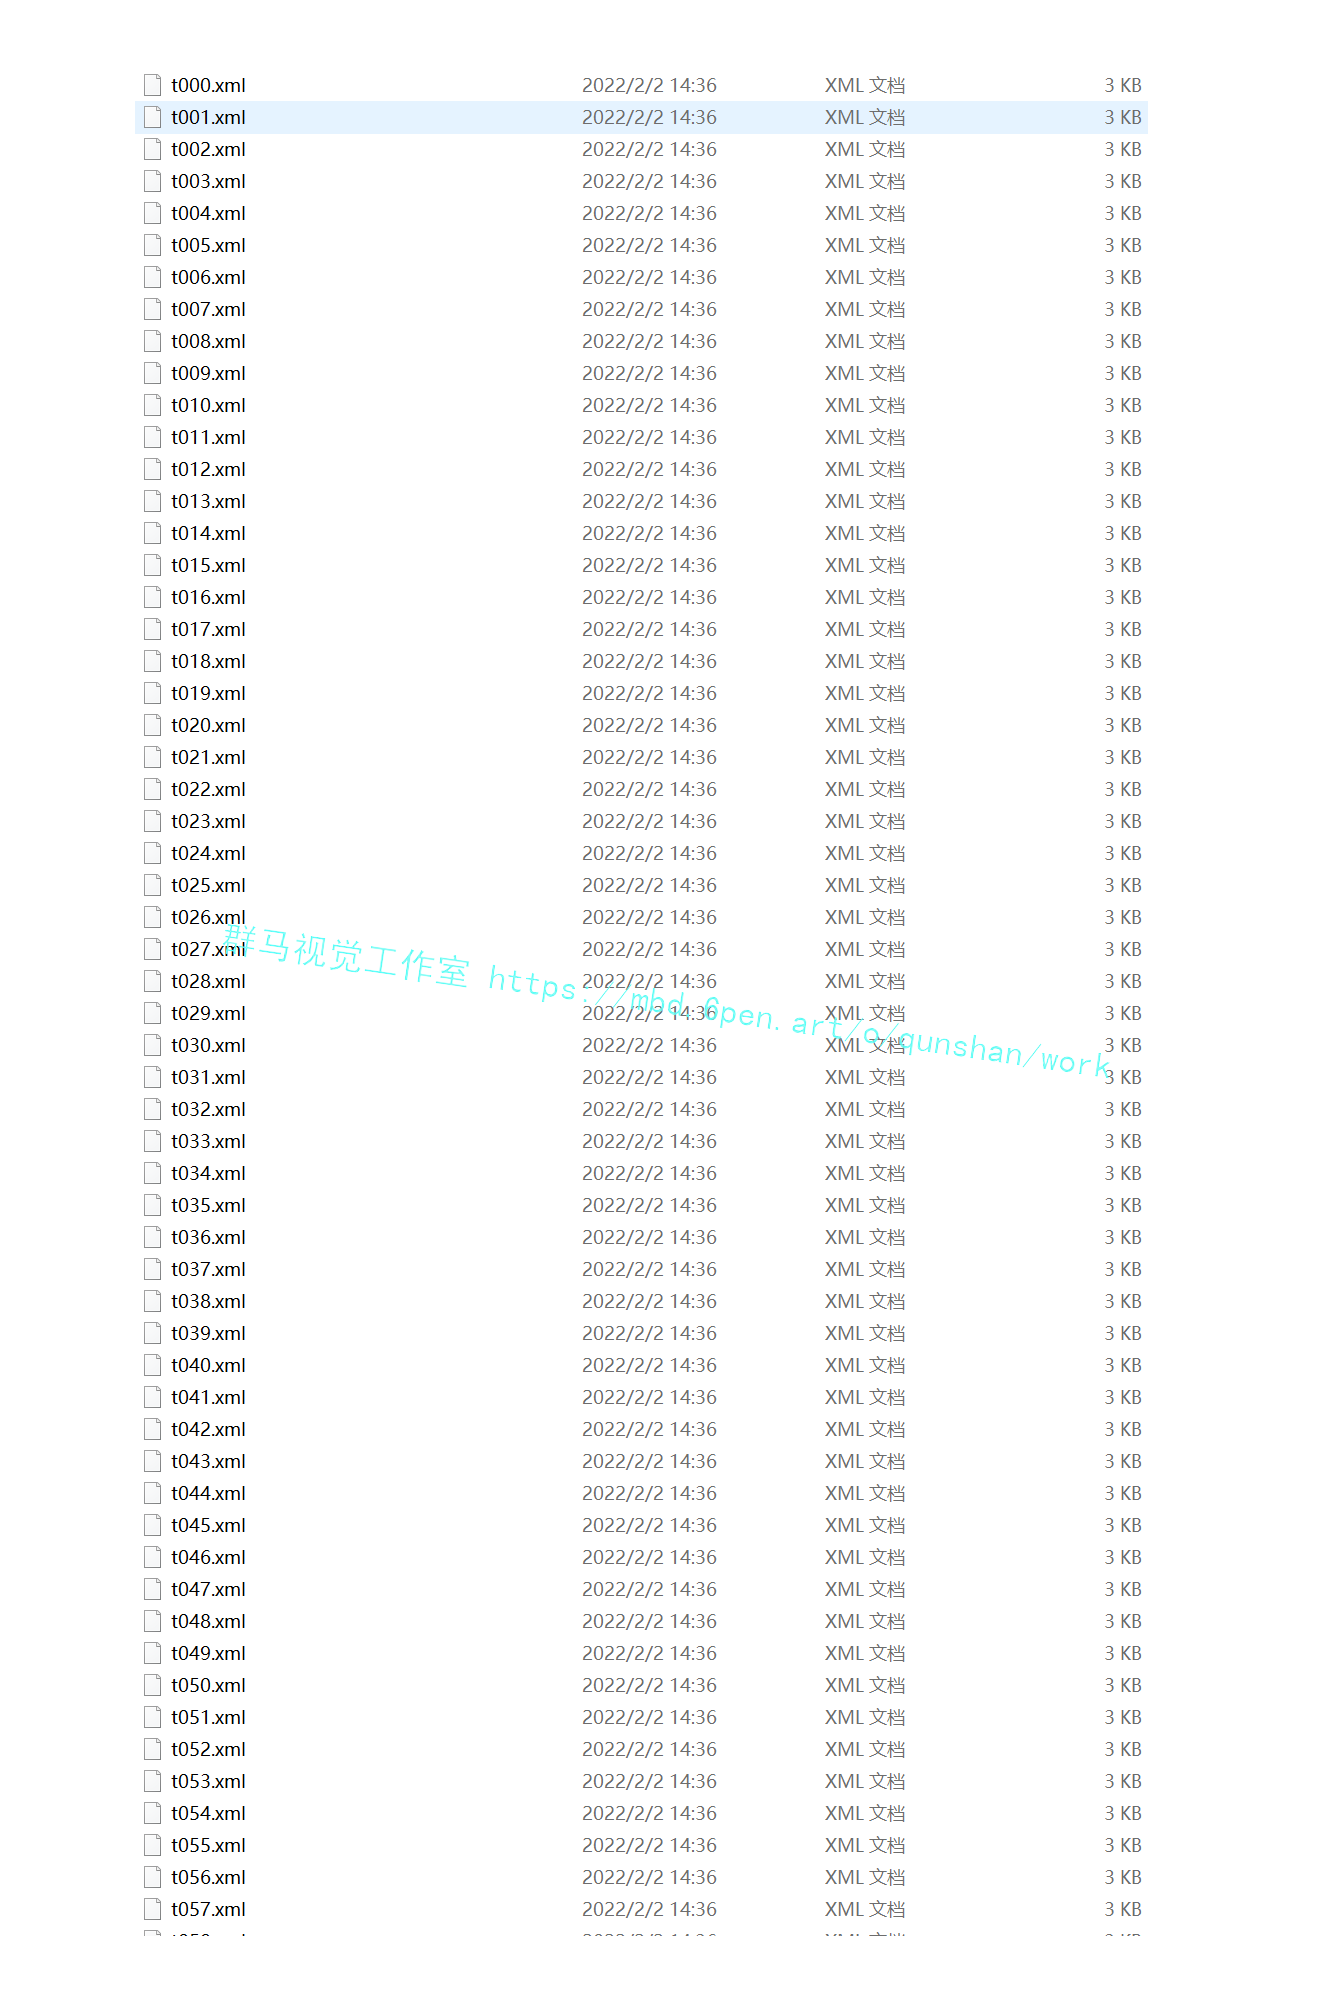 t000.xml 2022/2/2 14:36 XML 文档 3 KB
t001.xml 2022/2/2 14:36 XML 文档 3 KB
t002.xml 2022/2/2 14:36 XML 文档 3 KB
t003.xml 2022/2/2 14:36 XML 文档 3 KB
t004.xml 2022/2/2 14:36 XML 文档 3 KB
t005.xml 2022/2/2 14:36 XML 文档 3 KB
t006.xml 2022/2/2 14:36 XML 文档 3 KB
t007.xml 2022/2/2 14:36 XML 文档 3 KB
t008.xml 2022/2/2 14:36 XML 文档 3 KB
t009.xml 2022/2/2 14:36 XML 文档 3 KB
t010.xml 2022/2/2 14:36 XML 文档 3 KB
t011.xml 2022/2/2 14:36 XML 文档 3 KB
t012.xml 2022/2/2 14:36 XML 文档 3 KB
t013.xml 2022/2/2 14:36 XML 文档 3 KB
t014.xml 2022/2/2 14:36 XML 文档 3 KB
t015.xml 2022/2/2 14:36 XML 文档 3 KB
t016.xml 2022/2/2 14:36 XML 文档 3 KB
t017.xml 2022/2/2 14:36 XML 文档 3 KB
t018.xml 2022/2/2 14:36 XML 文档 3 KB
t019.xml 2022/2/2 14:36 XML 文档 3 KB
t020.xml 2022/2/2 14:36 XML 文档 3 KB
t021.xml 2022/2/2 14:36 XML 文档 3 KB
t022.xml 2022/2/2 14:36 XML 文档 3 KB
t023.xml 2022/2/2 14:36 XML 文档 3 KB
t024.xml 2022/2/2 14:36 XML 文档 3 KB
t025.xml 2022/2/2 14:36 XML 文档 3 KB
t026.xml 2022/2/2 14:36 XML 文档 3 KB
t027.xml 2022/2/2 14:36 XML 文档 3 KB
群马视觉工作室 https://mbd.6pen.art/o/qunshan/work
t028.xml 2022/2/2 14:36 XML 文档 3 KB
t029.xml 2022/2/2 14:36 XML 文档 3 KB
t030.xml 2022/2/2 14:36 XML 文档 3 KB
t031.xml 2022/2/2 14:36 XML 文档 3 KB
t032.xml 2022/2/2 14:36 XML 文档 3 KB
t033.xml 2022/2/2 14:36 XML 文档 3 KB
t034.xml 2022/2/2 14:36 XML 文档 3 KB
t035.xml 2022/2/2 14:36 XML 文档 3 KB
t036.xml 2022/2/2 14:36 XML 文档 3 KB
t037.xml 2022/2/2 14:36 XML 文档 3 KB
t038.xml 2022/2/2 14:36 XML 文档 3 KB
t039.xml 2022/2/2 14:36 XML 文档 3 KB
t040.xml 2022/2/2 14:36 XML 文档 3 KB
t041.xml 2022/2/2 14:36 XML 文档 3 KB
t042.xml 2022/2/2 14:36 XML 文档 3 KB
t043.xml 2022/2/2 14:36 XML 文档 3 KB
t044.xml 2022/2/2 14:36 XML 文档 3 KB
t045.xml 2022/2/2 14:36 XML 文档 3 KB
t046.xml 2022/2/2 14:36 XML 文档 3 KB
t047.xml 2022/2/2 14:36 XML 文档 3 KB
t048.xml 2022/2/2 14:36 XML 文档 3 KB
t049.xml 2022/2/2 14:36 XML 文档 3 KB
t050.xml 2022/2/2 14:36 XML 文档 3 KB
t051.xml 2022/2/2 14:36 XML 文档 3 KB
t052.xml 2022/2/2 14:36 XML 文档 3 KB
t053.xml 2022/2/2 14:36 XML 文档 3 KB
t054.xml 2022/2/2 14:36 XML 文档 3 KB
t055.xml 2022/2/2 14:36 XML 文档 3 KB
t056.xml 2022/2/2 14:36 XML 文档 3 KB
t057.xml 2022/2/2 14:36 XML 文档 3 KB